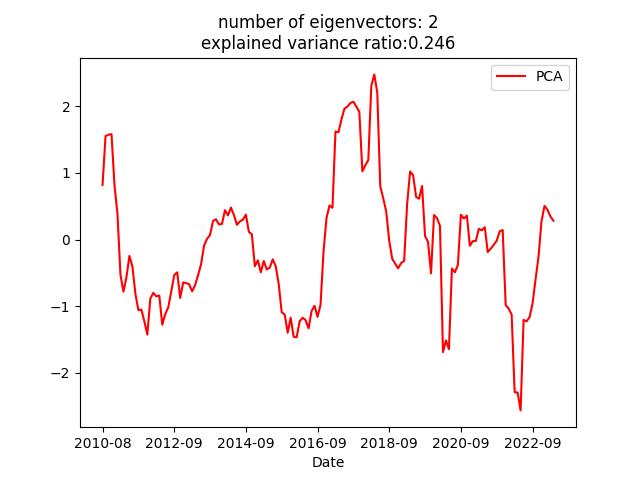 number of eigenvectors: 2
explained variance ratio:0.246
PCA
2
1
0
−1
−2
2010-08 2012-09 2014-09 2016-09 2018-09 2020-09 2022-09
Date